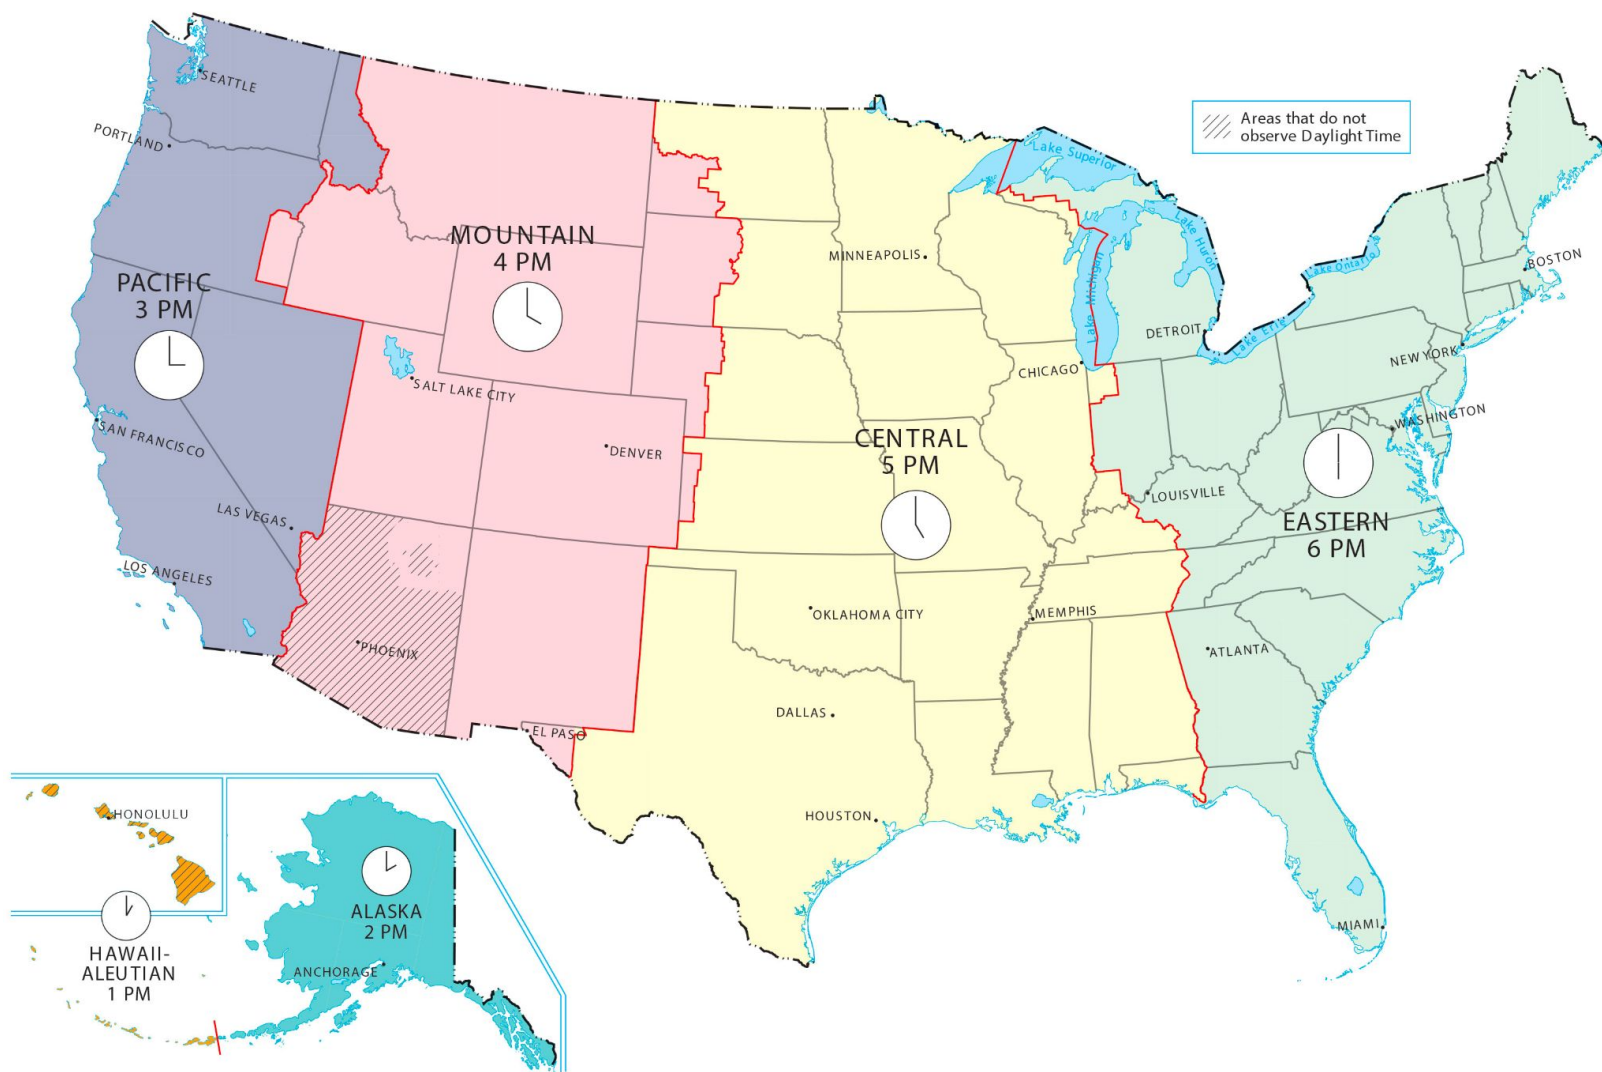 SEATTLE
PORTLAND
Areas that do not
observe Daylight Time
Lake Superior
MOUNTAIN
4 PM
PACIFIC
3 PM
MINNEAPOLIS
Lake Michigan
Lake Huron
Lake Ontario
BOSTON
DETROIT
Lake Erie
NEW YORK
CHICAGO
SALT LAKE CITY
SAN FRANCISCO
DENVER
CENTRAL
5 PM
WASHINGTON
LAS VEGAS
LOUISVILLE
EASTERN
6 PM
LOS ANGELES
OKLAHOMA CITY
MEMPHIS
PHOENIX
ATLANTA
EL PASO
DALLAS
HONOLULU
HOUSTON
ALASKA
2 PM
MIAMI
HAWAII-
ALEUTIAN
1 PM
ANCHORAGE